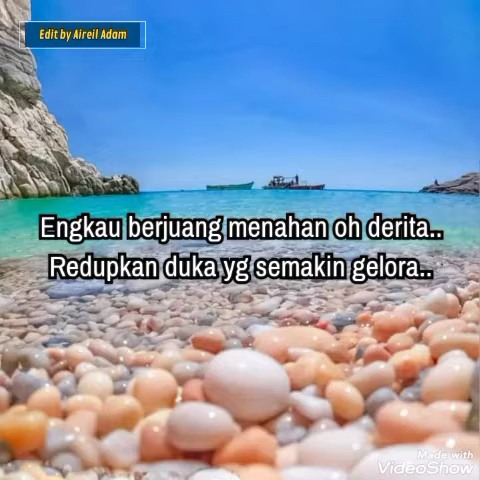 Edit by Aireil Adam
Engkau berjuang menahan oh derita..
Redupkan duka yg semakin gelora..
Made with
VideoShow